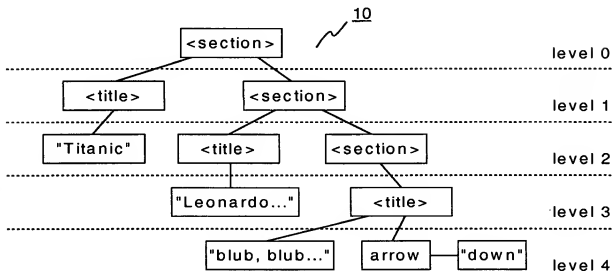 10
<section>
level 0
<title> <section>
level 1
"Titanic" <title> <section>
level 2
"Leonardo..." <title>
level 3
"blub, blub..." arrow "down"
level 4